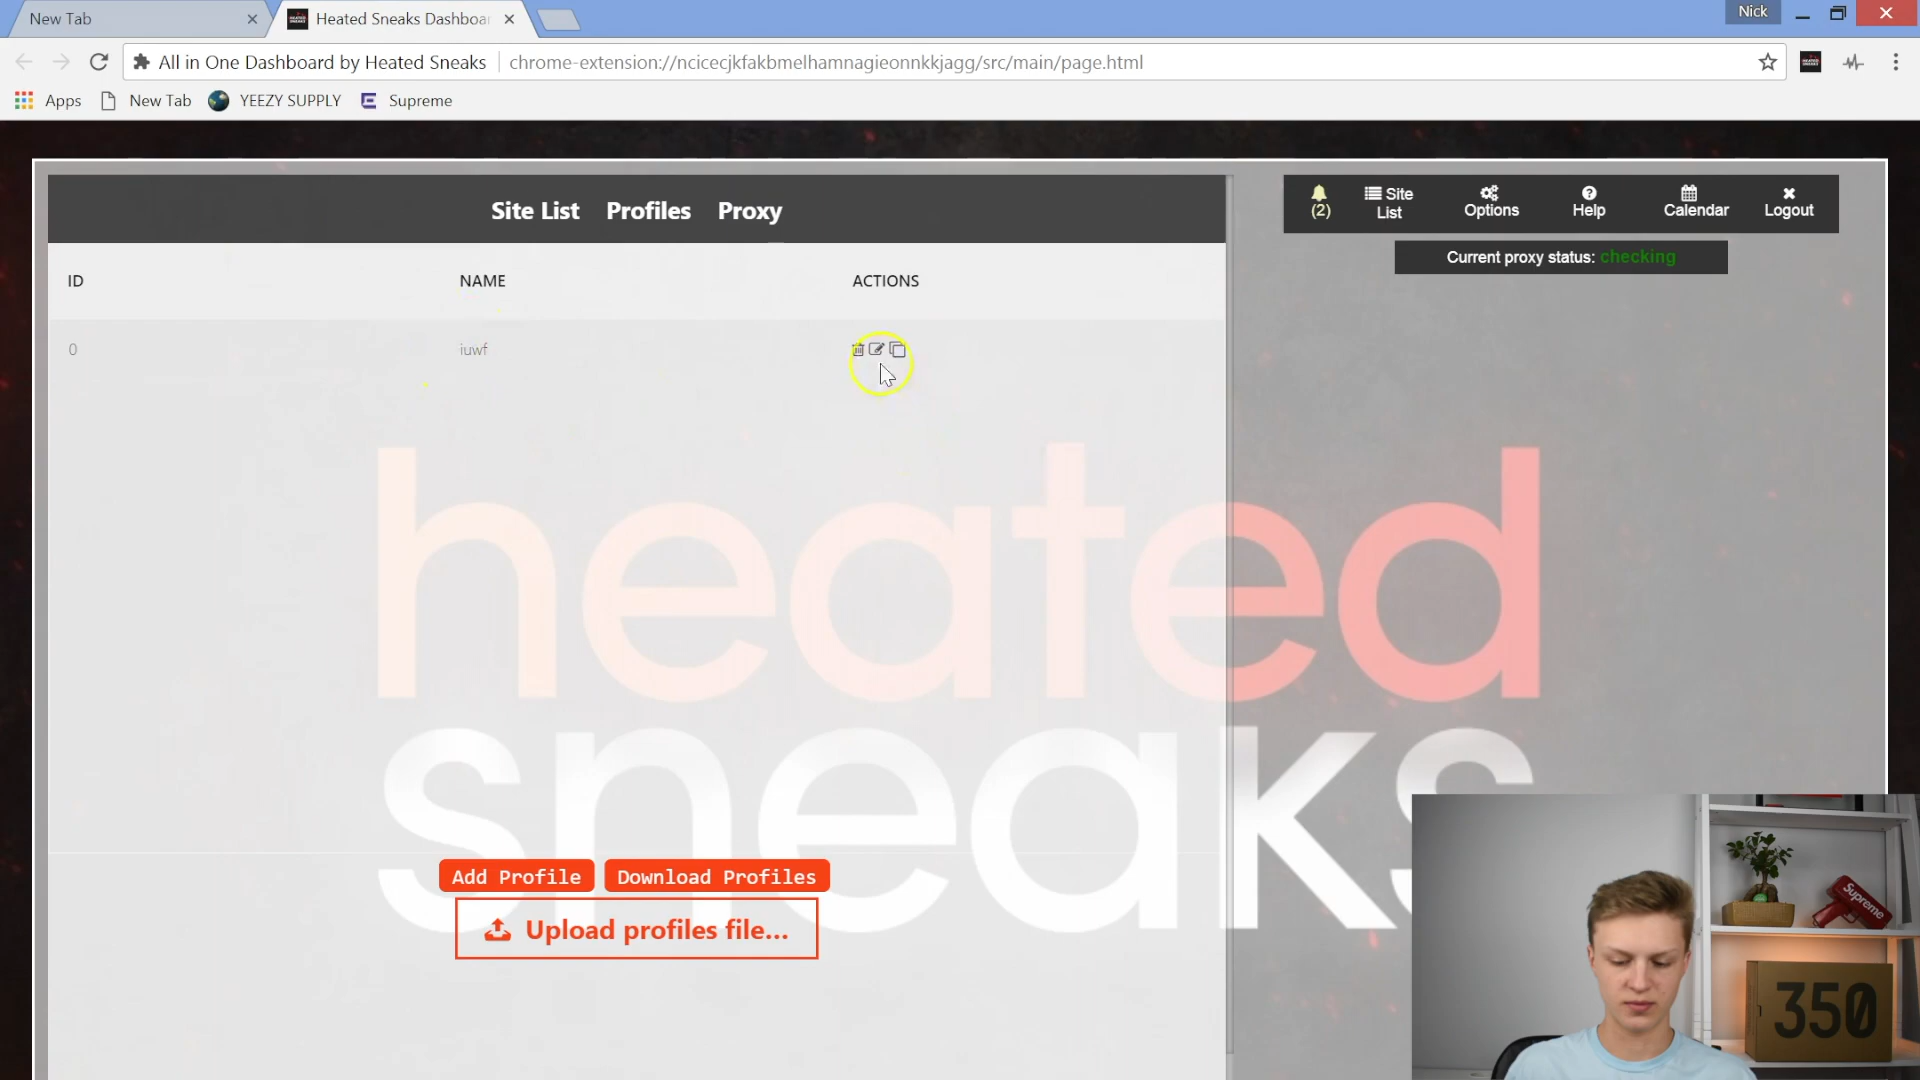 New Tab
Heated Sneaks Dashboar
Nick
All in One Dashboard by Heated Sneaks
chrome-extension://ncicecjkfakbmelhamnagieonnkkjagg/src/main/page.html
Apps
New Tab
YEEZY SUPPLY
Supreme
Site List
Profiles
Proxy
(2)
Site
List
Options
Help
Calendar
Logout
Current proxy status: checking
ID
NAME
ACTIONS
0
iuwf
heated
sneaks
Add Profile
Download Profiles
Upload profiles file...
Supreme
350